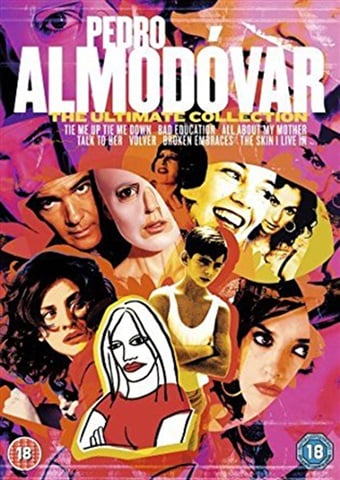 PEDRO
ALMODÓVAR
THE ULTIMATE COLLECTION
TIE ME UP TIE ME DOWN BAD EDUCATION ALL ABOUT MY MOTHER
TALK TO HER VOLVER BROKEN EMBRACES THE SKIN I LIVE IN
18
18